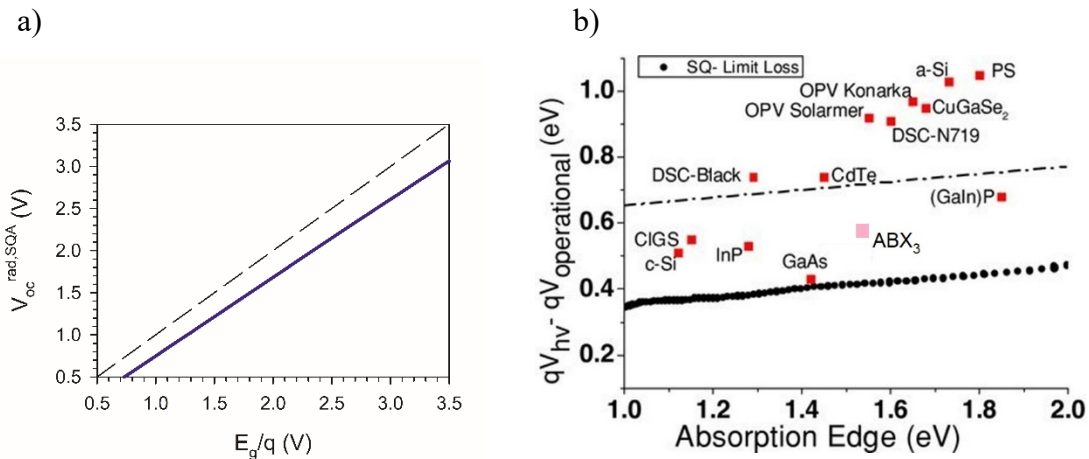 a)
3.5
3.0
2.5
2.0
1.5
1.0
0.5
0.5 1.0 1.5 2.0 2.5 3.0 3.5
V_oc^rad,SQA (V)
E_g/q (V)
b)
SQ- Limit Loss
a-Si
PS
OPV Konarka
OPV Solarmer
CuGaSe₂
DSC-N719
DSC-Black
CdTe
(GaIn)P
CIGS
c-Si
InP
GaAs
ABX₃
1.0
0.8
0.6
0.4
0.2
1.0 1.2 1.4 1.6 1.8 2.0
qV_hν- qV_operational (eV)
Absorption Edge (eV)